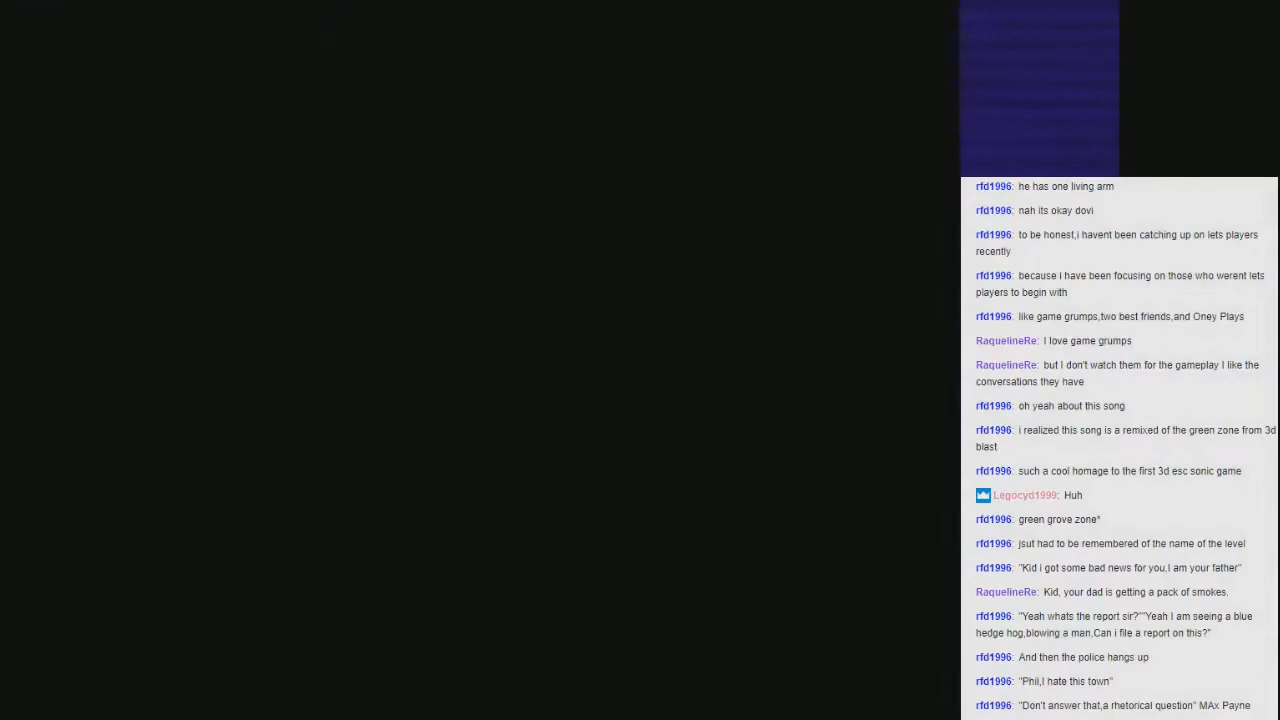 rfd1996: he has one living arm
rfd1996: nah its okay dovi
rfd1996: to be honest,i havent been catching up on lets players
recently
rfd1996: because i have been focusing on those who werent lets
players to begin with
rfd1996: like game grumps,two best friends,and Oney Plays
RaquelineRe: I love game grumps
RaquelineRe: but I don't watch them for the gameplay I like the
conversations they have
rfd1996: oh yeah about this song
rfd1996: i realized this song is a remixed of the green zone from 3d
blast
rfd1996: such a cool homage to the first 3d esc sonic game
Legocyd1999: Huh
rfd1996: green grove zone*
rfd1996: jsut had to be remembered of the name of the level
rfd1996: "Kid i got some bad news for you,I am your father"
RaquelineRe: Kid, your dad is getting a pack of smokes.
rfd1996: "Yeah whats the report sir?""Yeah I am seeing a blue
hedge hog,blowing a man,Can i file a report on this?"
rfd1996: And then the police hangs up
rfd1996: "Phil,I hate this town"
rfd1996: "Don't answer that,a rhetorical question" MAx Payne